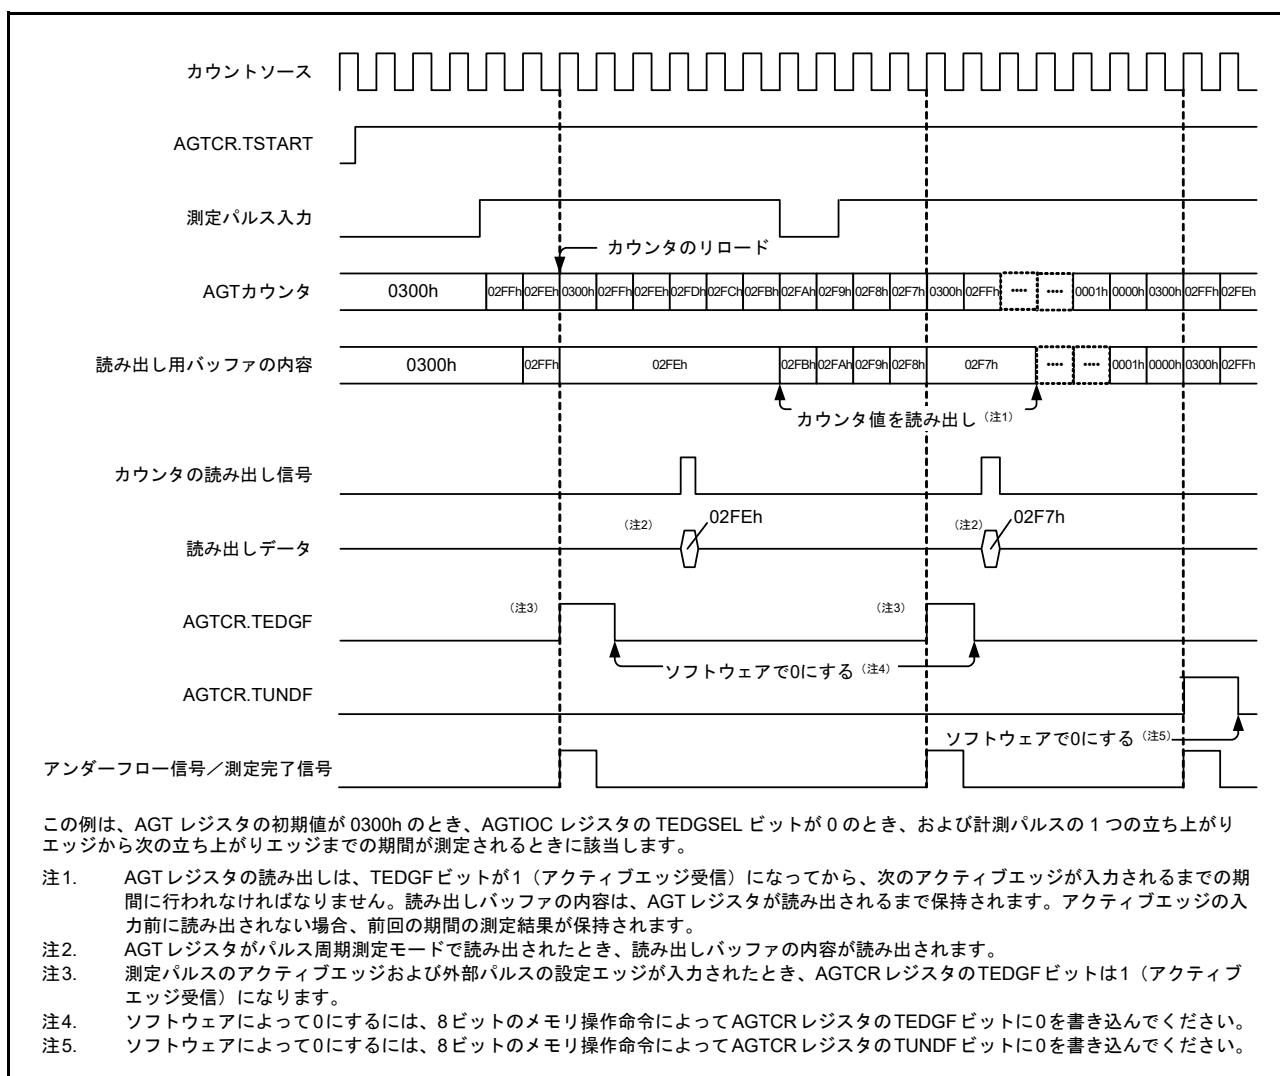 カウントソース
AGTCR.TSTART
測定パルス入力
カウンタのリロード
AGTカウンタ
0300h 02FFh 02FEh 0300h 02FFh 02FEh 02FDh 02FCh 02FBh 02FAh 02F9h 02F8h 02F7h 0300h 02FFh •••• •••• 0001h 0000h 0300h 02FFh 02FEh
読み出し用バッファの内容
0300h 02FFh 02FEh 02FBh 02FAh 02F9h 02F8h 02F7h •••• •••• 0001h 0000h 0300h 02FFh
カウンタ値を読み出し（注1）
カウンタの読み出し信号
（注2） 02FEh （注2） 02F7h
読み出しデータ
（注3） （注3）
AGTCR.TEDGF
ソフトウェアで0にする（注4）
AGTCR.TUNDF
ソフトウェアで0にする（注5）
アンダーフロー信号／測定完了信号
この例は、AGT レジスタの初期値が 0300h のとき、AGTIOC レジスタの TEDGSEL ビットが 0 のとき、および計測パルスの 1 つの立ち上がり
エッジから次の立ち上がりエッジまでの期間が測定されるときに該当します。
注1. AGTレジスタの読み出しは、TEDGFビットが1（アクティブエッジ受信）になってから、次のアクティブエッジが入力されるまでの期
間に行われなければなりません。読み出しバッファの内容は、AGTレジスタが読み出されるまで保持されます。アクティブエッジの入
力前に読み出されない場合、前回の期間の測定結果が保持されます。
注2. AGTレジスタがパルス周期測定モードで読み出されたとき、読み出しバッファの内容が読み出されます。
注3. 測定パルスのアクティブエッジおよび外部パルスの設定エッジが入力されたとき、AGTCRレジスタのTEDGFビットは1（アクティブ
エッジ受信）になります。
注4. ソフトウェアによって0にするには、8ビットのメモリ操作命令によってAGTCRレジスタのTEDGFビットに0を書き込んでください。
注5. ソフトウェアによって0にするには、8ビットのメモリ操作命令によってAGTCRレジスタのTUNDFビットに0を書き込んでください。